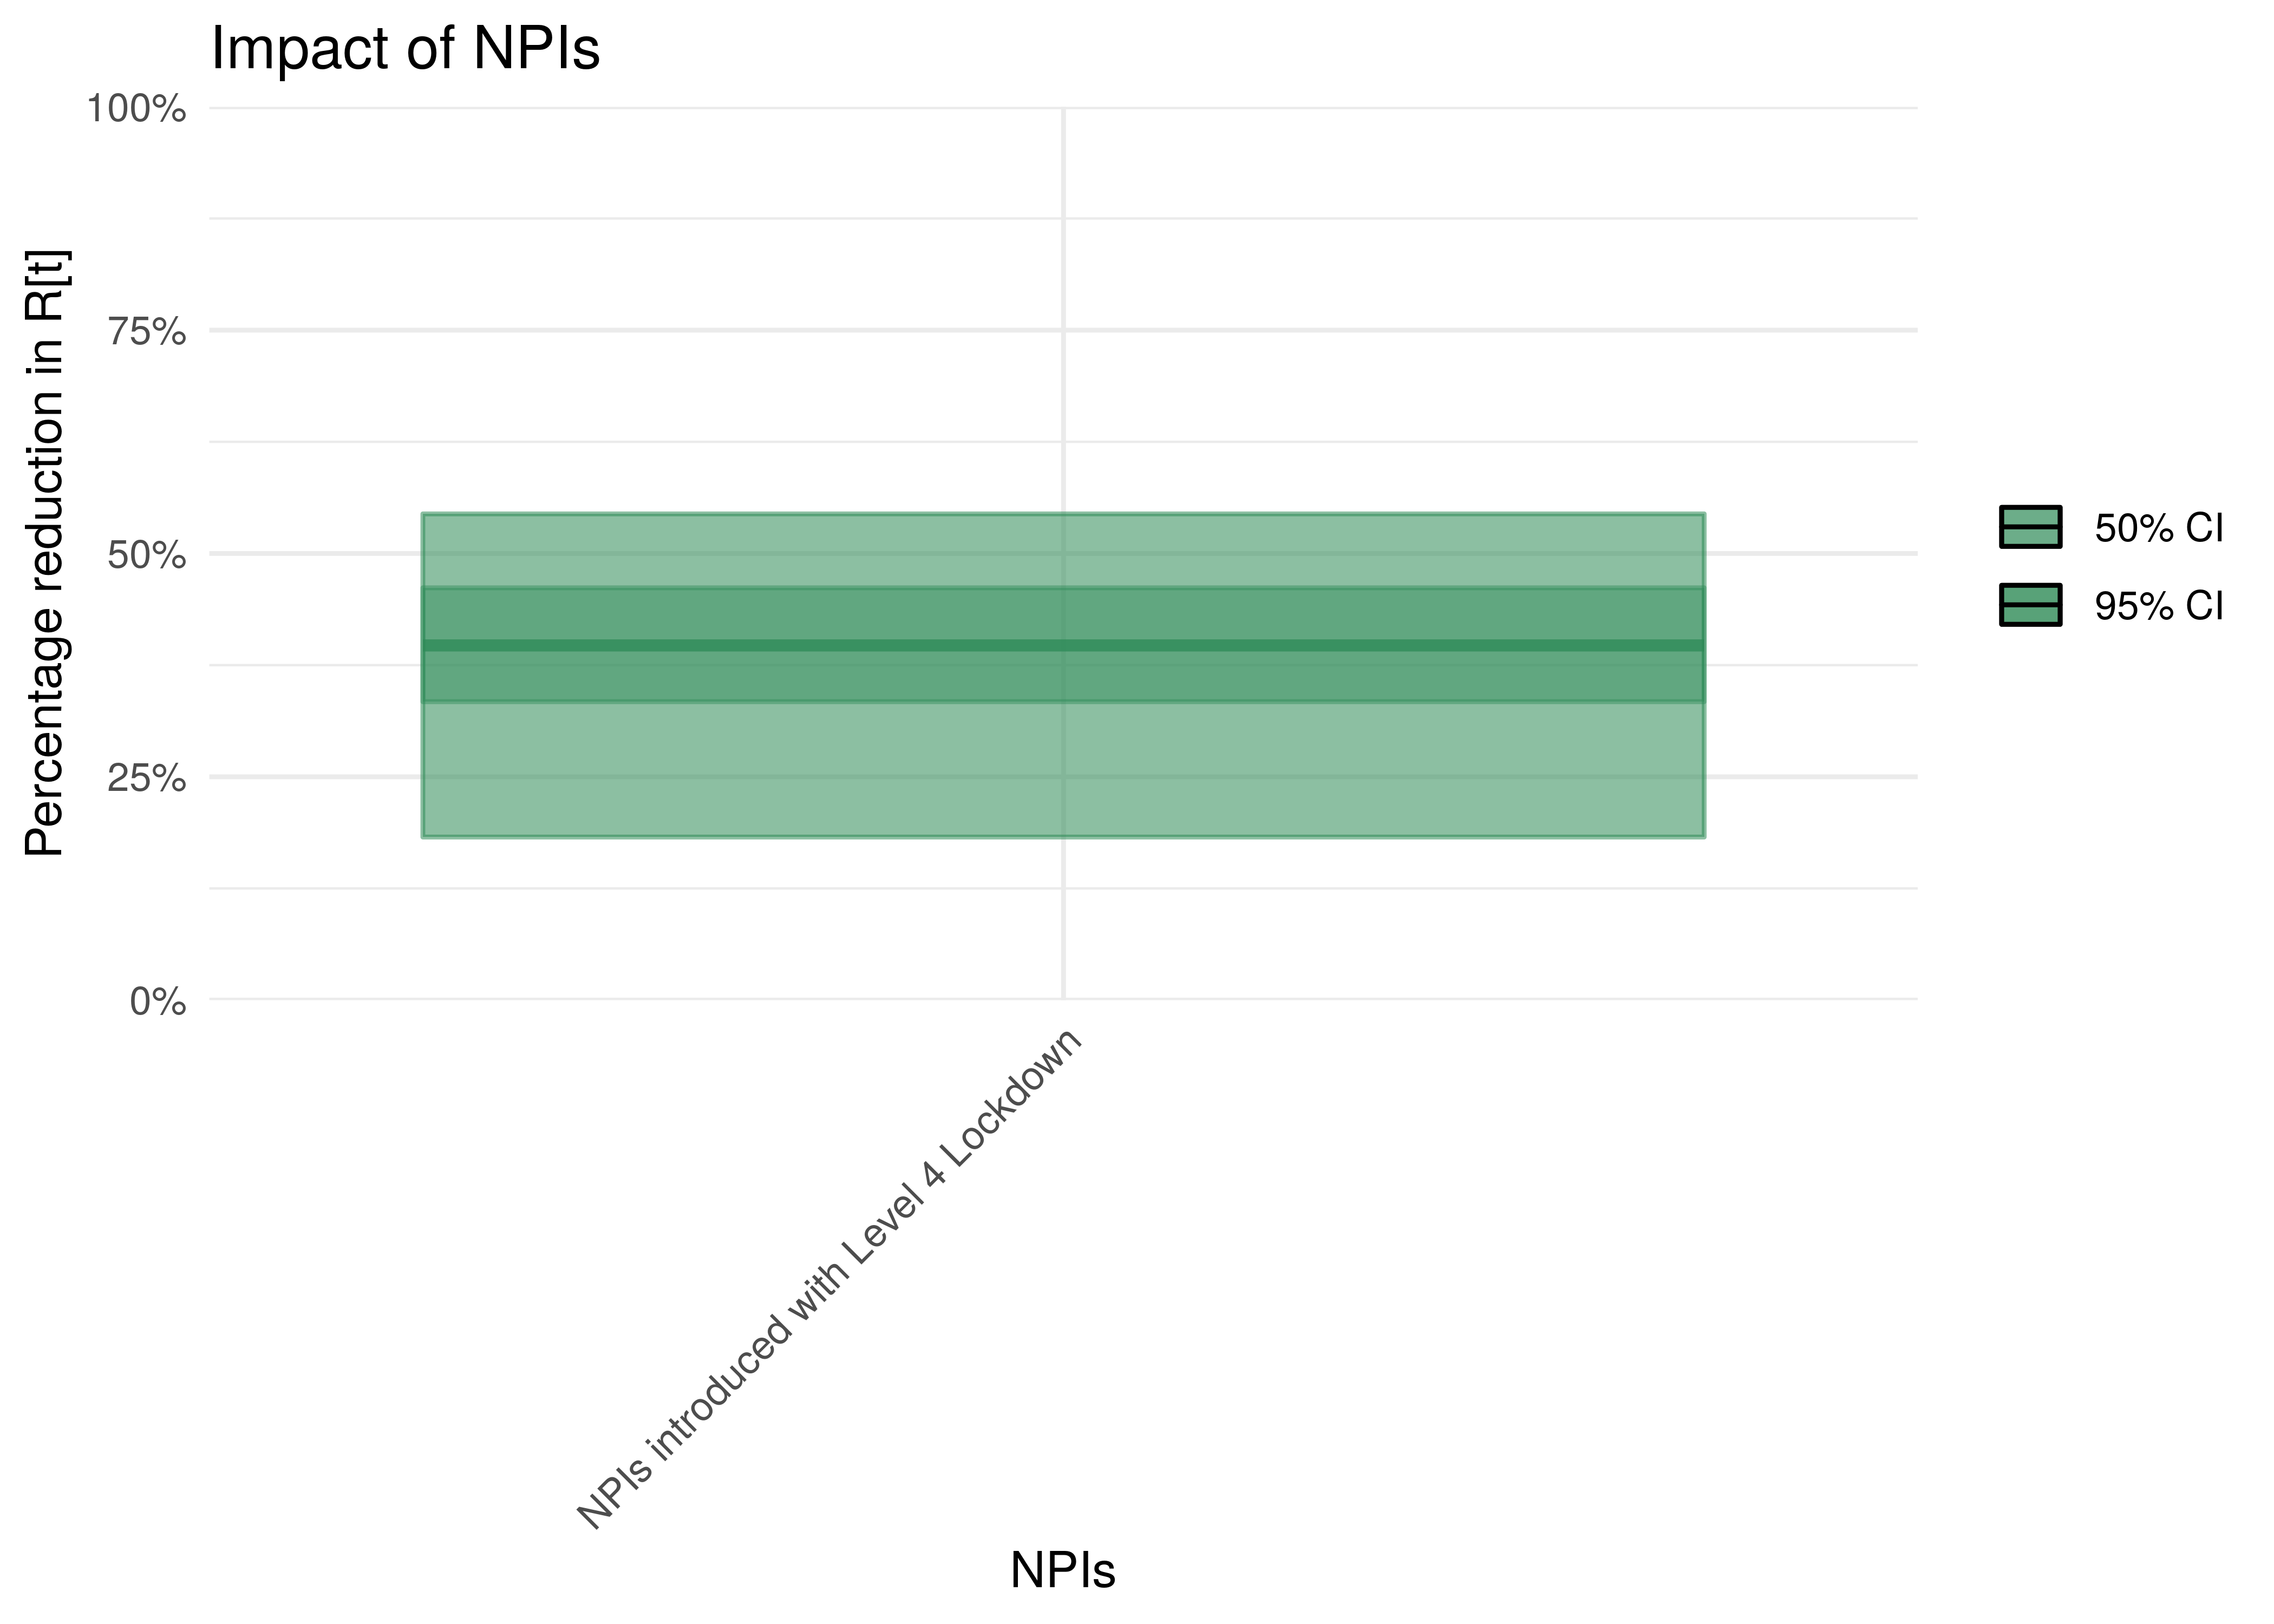 Impact of NPIs
Percentage reduction in R[t]
100%
75%
50%
25%
0%
50% CI
95% CI
NPIs introduced with Level 4 Lockdown
NPIs